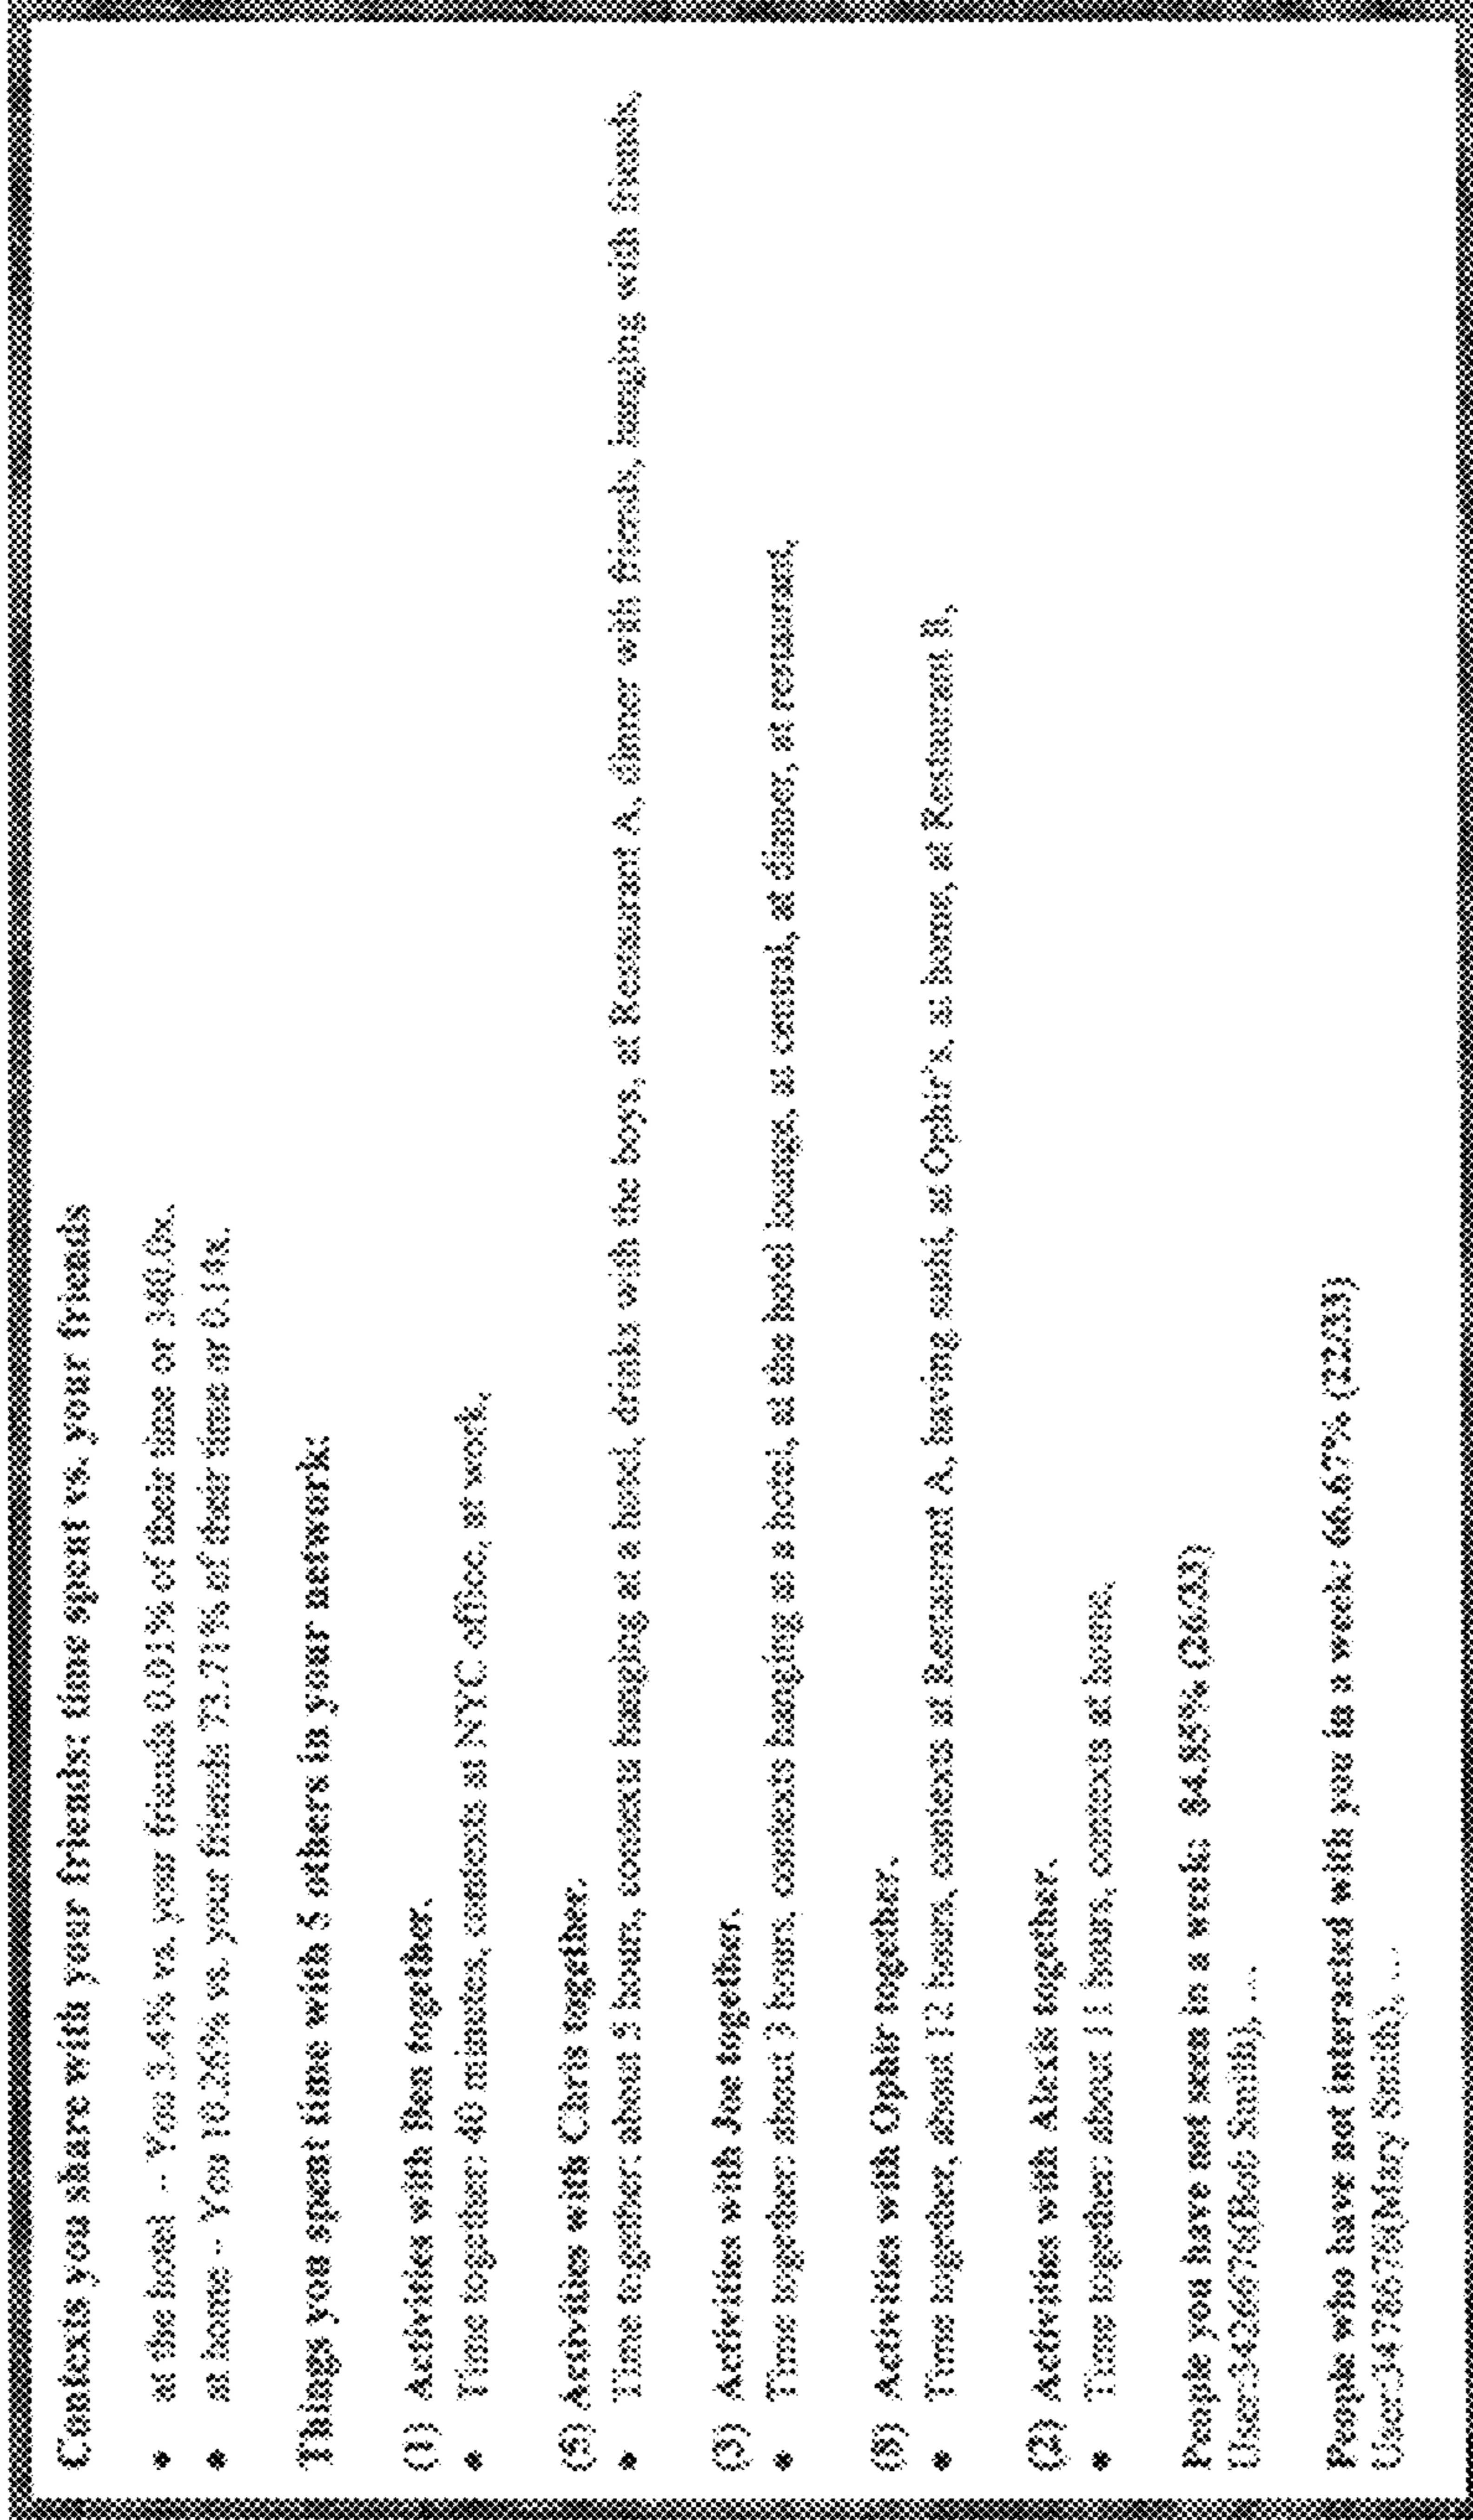 Contexts you share with your friends: time spent vs. your friends
• at the hotel -- You 3.4% vs. your friends 0.01% of their time or 340.0x.
• at home -- You 10.26% vs. your friends 73.71% of their time or 0.14x.
Things you spent time with 5 others in your network:
(1) Activities with Ben together.
• Time together: 40 minutes, contexts at NYC office, at work,
(5) Activities with Chris together.
• Time together: about 5 hours, contexts hanging at a hotel, drinks with the boys, at Restaurant A, dinner with friends, hanging with friends,
(3) Activities with Joe together.
• Time together: about 3 hours, contexts hanging at a hotel, at the hotel lounge, at at dinner, at restaurant,
(8) Activities with Ophir together.
• Time together, about 12 hours, contexts at Restaurant A, having sushi, at Ophir's, at home, at Restaurant B,
(2) Activities with Alexis together.
• Time together: about 11 hours, contexts at home,
People you have not seen in a week: 84.85% (28/33)
(Bob Smith), ...
People who have not interacted with you in a week: 66.67% (22/33)
(Mary Smith), ...